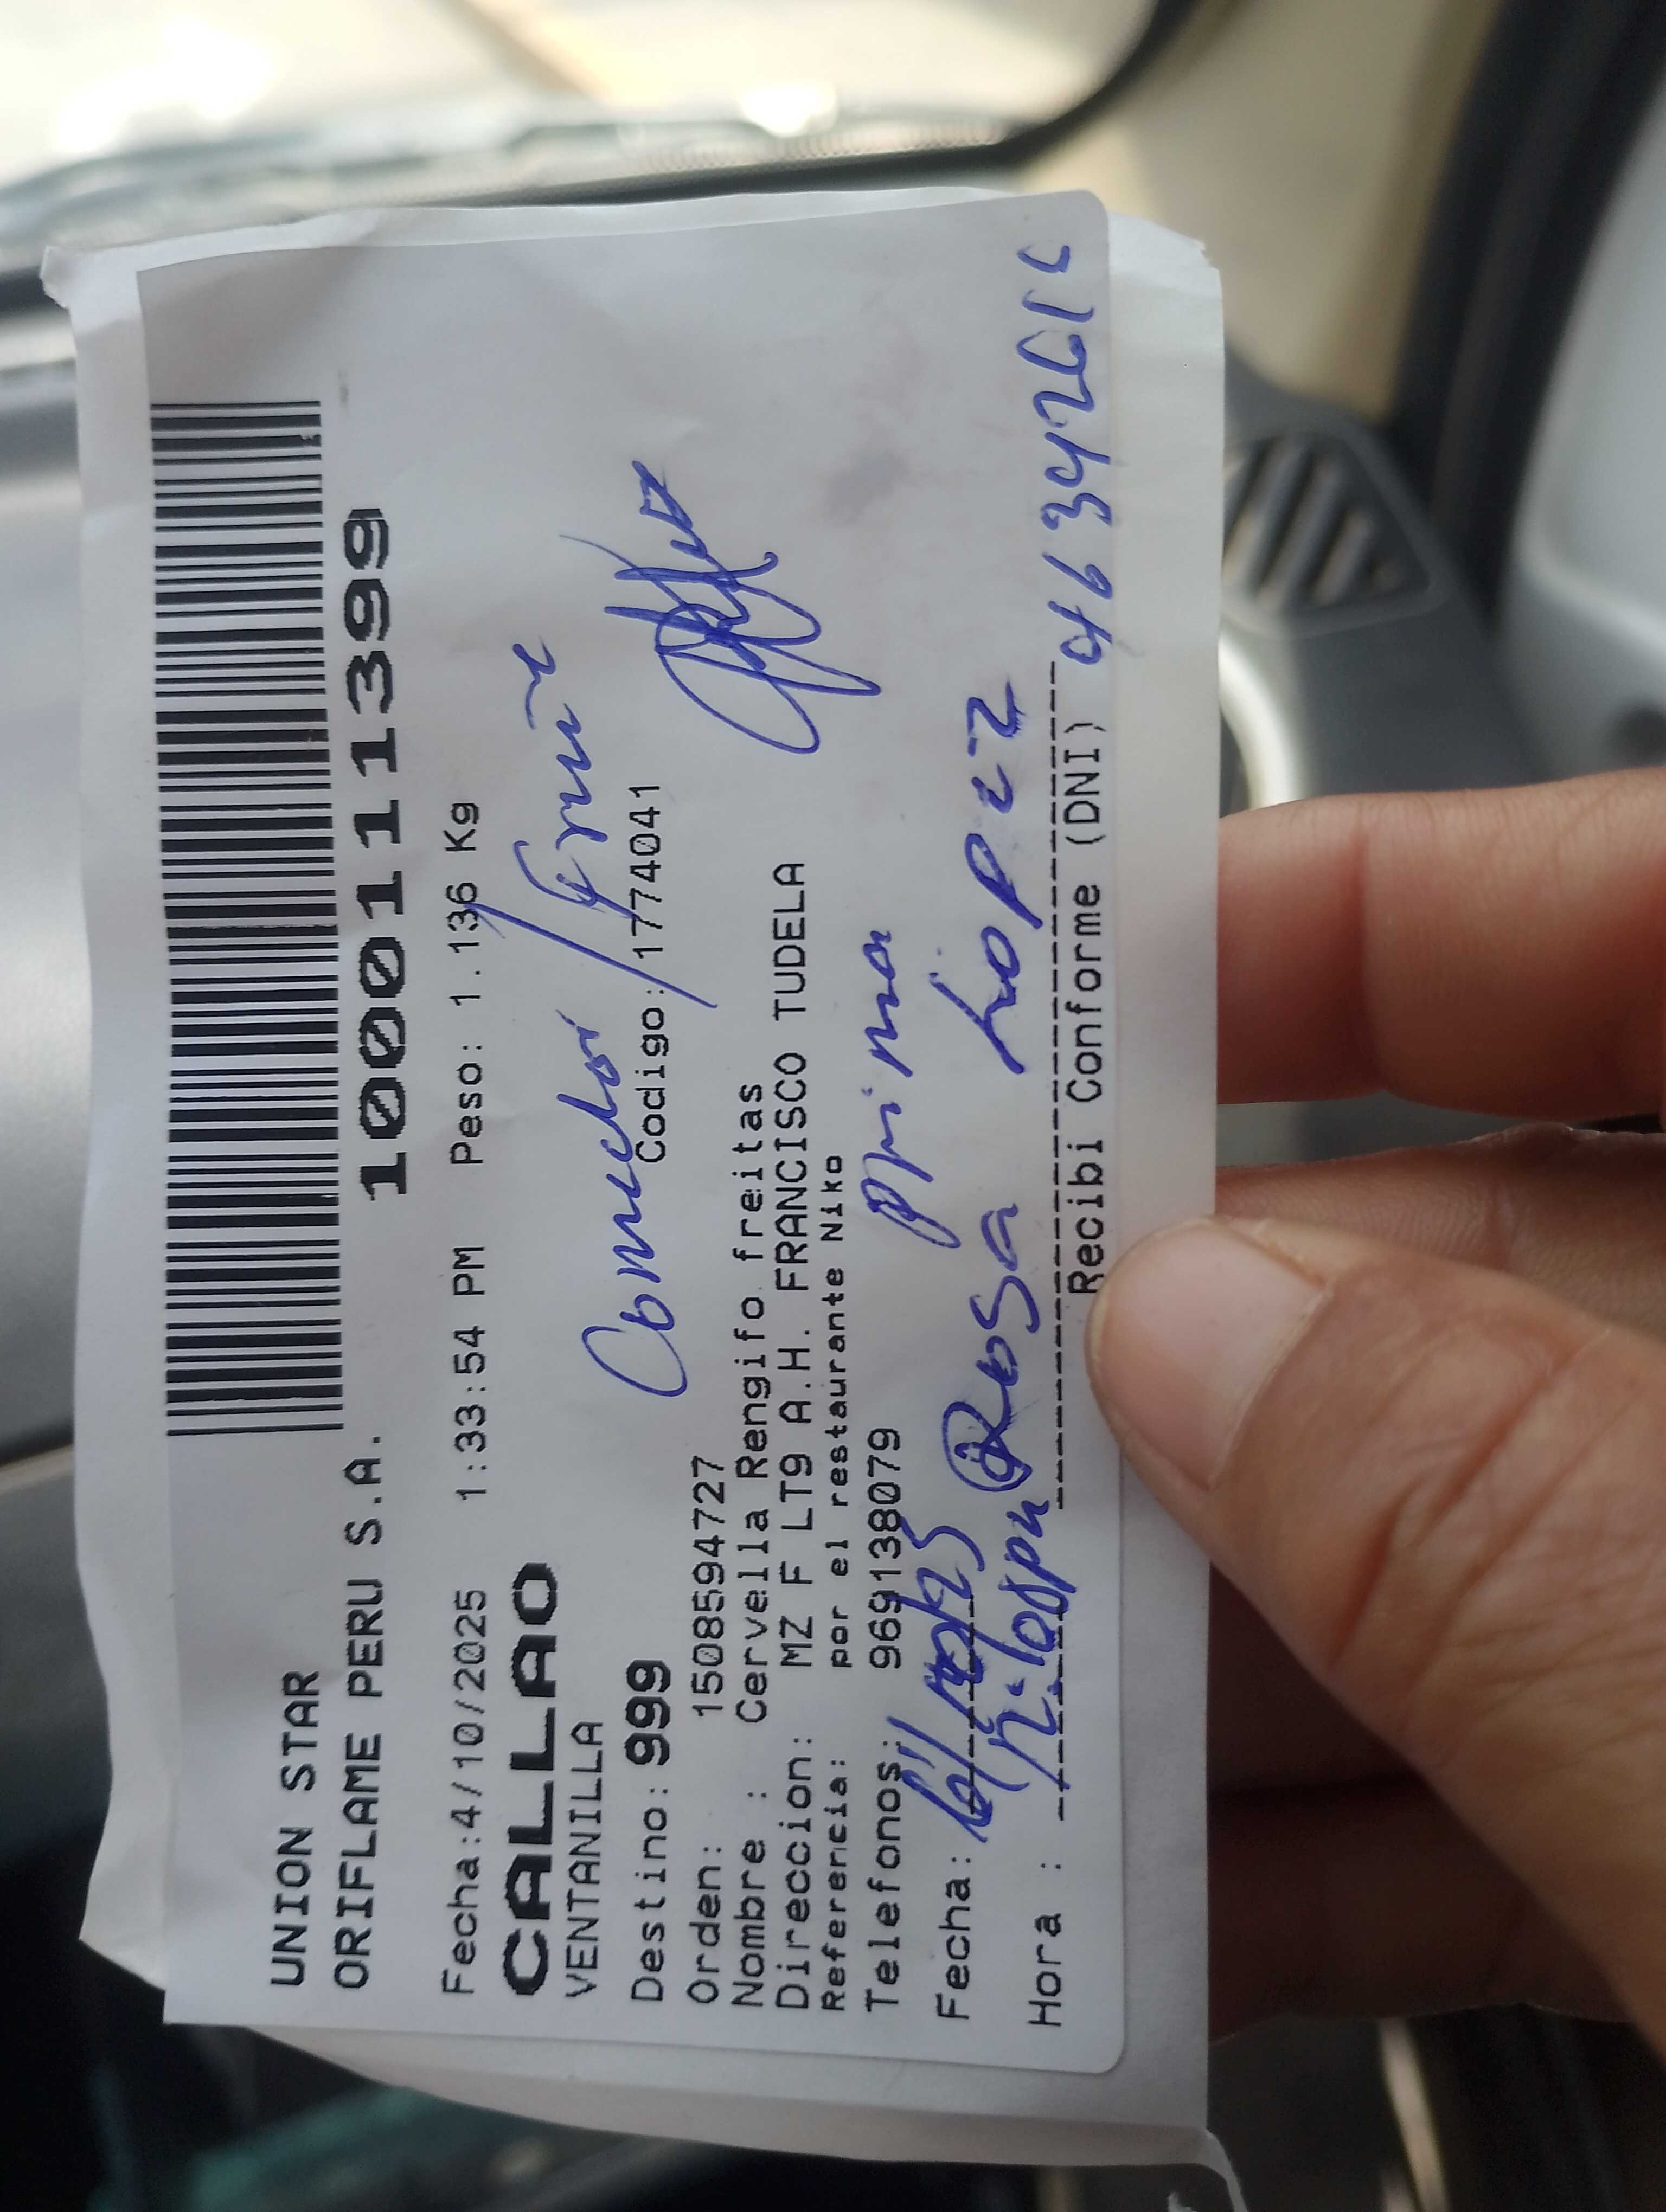 UNION STAR
ORIFLAME PERU S.A.
1000111399
Fecha:4/10/2025 1:33:54 PM Peso: 1.136 Kg
CALLAO
VENTANILLA
Destino: 999
Codigo:1774041
Orden: 1508594727
Nombre : Cervella Rengifo freitas
Direccion: MZ F LT9 A.H. FRANCISCO TUDELA
Referencia: por el restaurante Niko
Telefonos: 969138079
prima
Fecha:
Rosa Lopez
Hora :
Recibi Conforme (DNI)